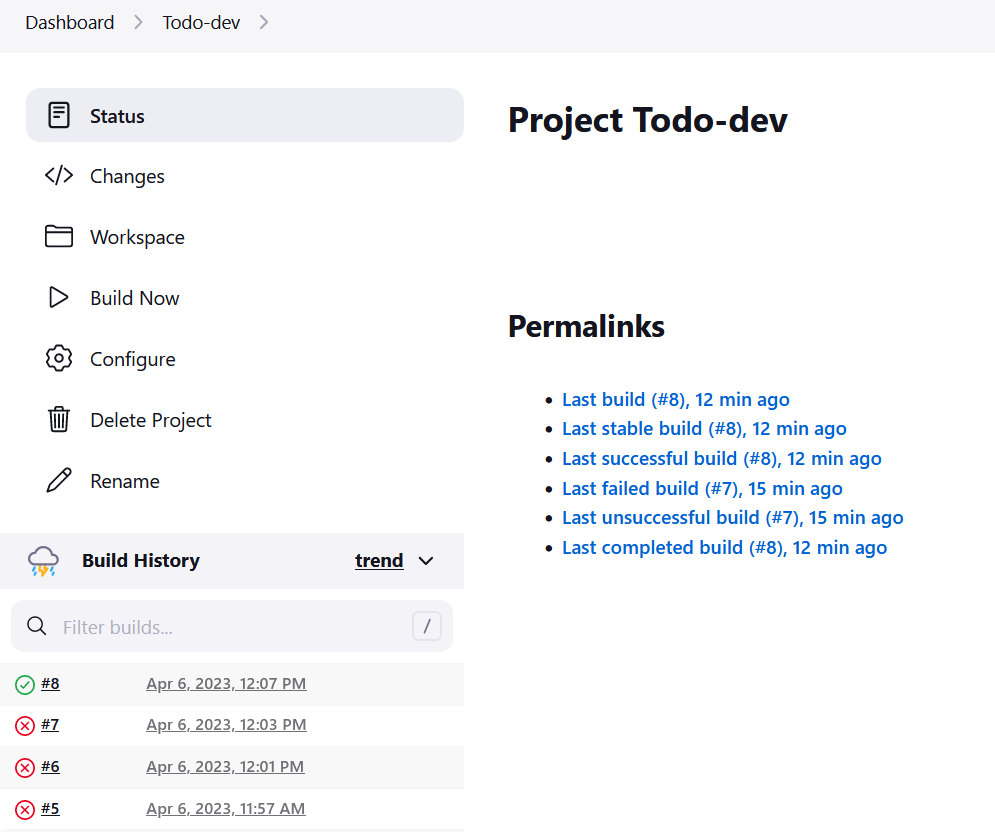 Dashboard > Todo-dev >
Status
Changes
Workspace
Build Now
Configure
Delete Project
Rename
Build History trend
Filter builds... /
#8 Apr 6, 2023, 12:07 PM
#7 Apr 6, 2023, 12:03 PM
#6 Apr 6, 2023, 12:01 PM
#5 Apr 6, 2023, 11:57 AM
Project Todo-dev
Permalinks
• Last build (#8), 12 min ago
• Last stable build (#8), 12 min ago
• Last successful build (#8), 12 min ago
• Last failed build (#7), 15 min ago
• Last unsuccessful build (#7), 15 min ago
• Last completed build (#8), 12 min ago